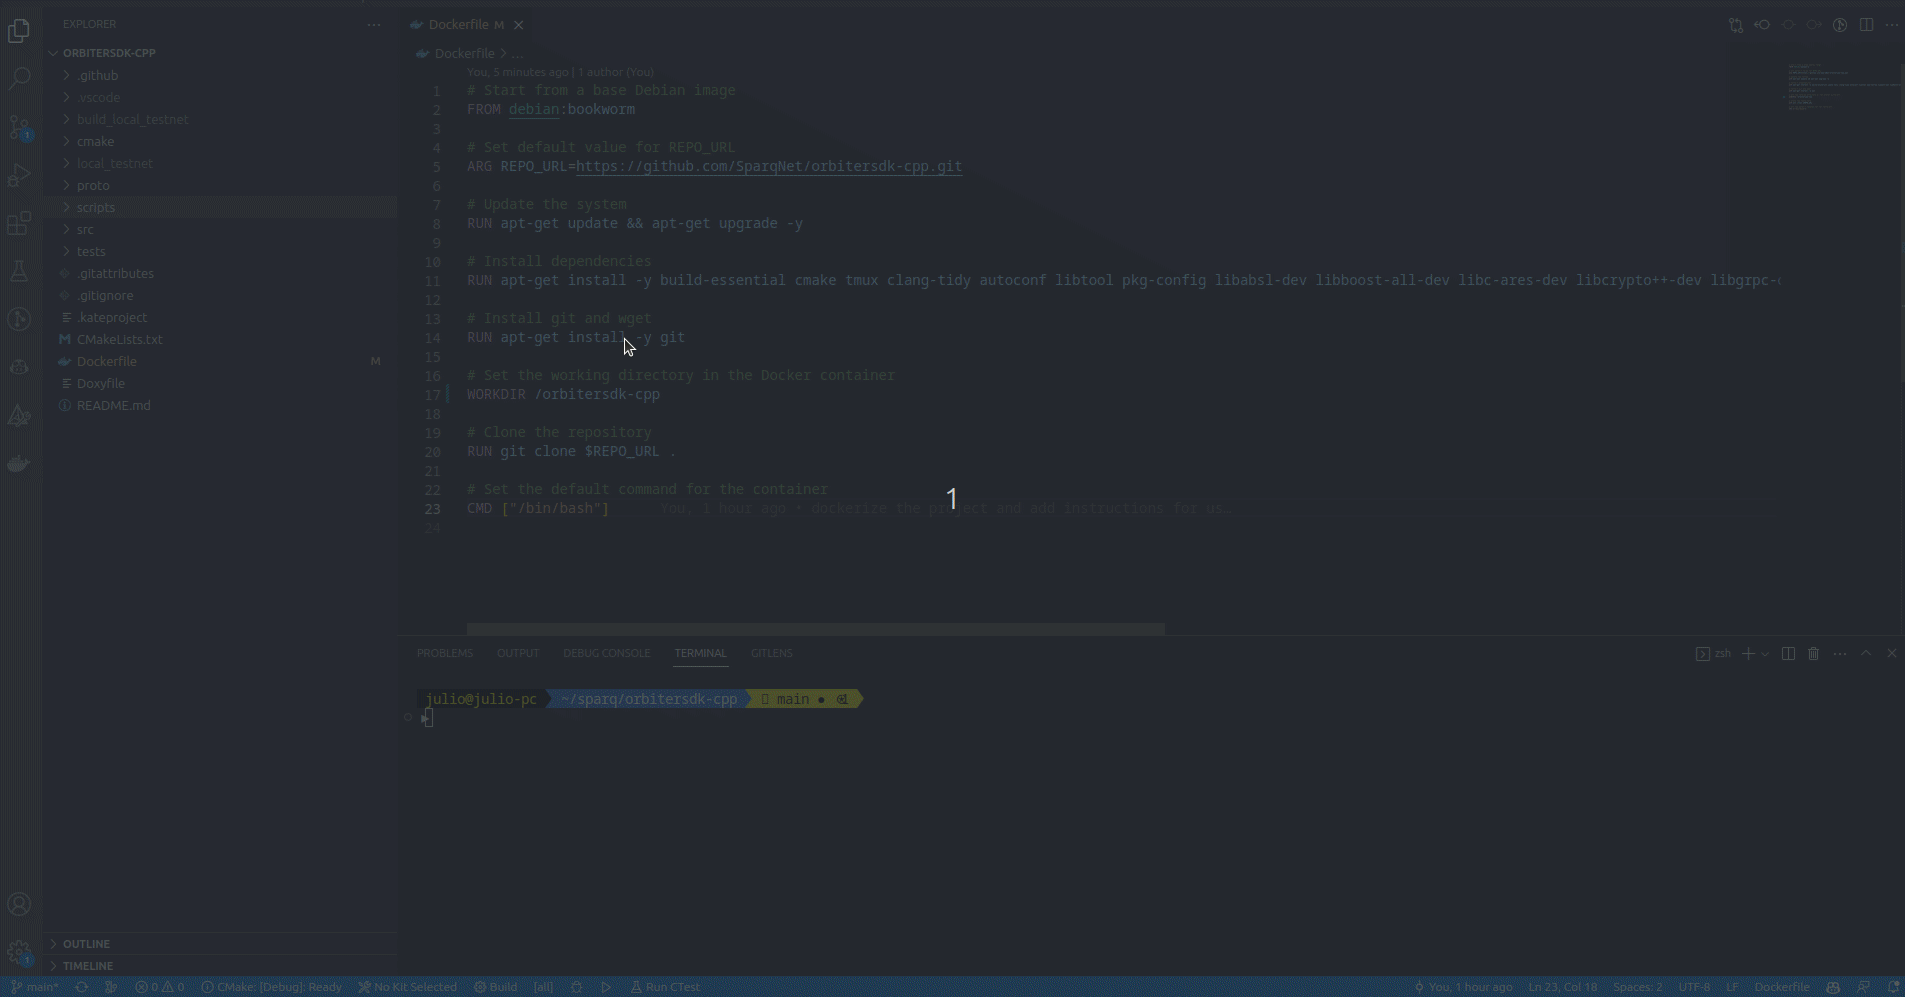 EXPLORER
ORBITERSDK-CPP
.github
.vscode
build_local_testnet
cmake
local_testnet
proto
scripts
src
tests
.gitattributes
.gitignore
.kateproject
CMakeLists.txt
Dockerfile M
Doxyfile
README.md
OUTLINE
TIMELINE
Dockerfile M
Dockerfile > ...
You, 5 minutes ago | 1 author (You)
1 # Start from a base Debian image
2 FROM debian:bookworm
3
4 # Set default value for REPO_URL
5 ARG REPO_URL=https://github.com/SparqNet/orbitersdk-cpp.git
6
7 # Update the system
8 RUN apt-get update && apt-get upgrade -y
9
10 # Install dependencies
11 RUN apt-get install -y build-essential cmake tmux clang-tidy autoconf libtool pkg-config libabsl-dev libboost-all-dev libc-ares-dev libcrypto++-dev libgrpc-
12
13 # Install git and wget
14 RUN apt-get install -y git
15
16 # Set the working directory in the Docker container
17 WORKDIR /orbitersdk-cpp
18
19 # Clone the repository
20 RUN git clone $REPO_URL .
21
22 # Set the default command for the container
23 CMD ["/bin/bash"] You, 1 hour ago • dockerize the project and add instructions for us…
24
1
PROBLEMS OUTPUT DEBUG CONSOLE TERMINAL GITLENS
zsh
julio@julio-pc ~/sparq/orbitersdk-cpp main ●
main* 0 0 CMake: [Debug]: Ready No Kit Selected Build [all] Run CTest You, 1 hour ago Ln 23, Col 18 Spaces: 2 UTF-8 LF Dockerfile